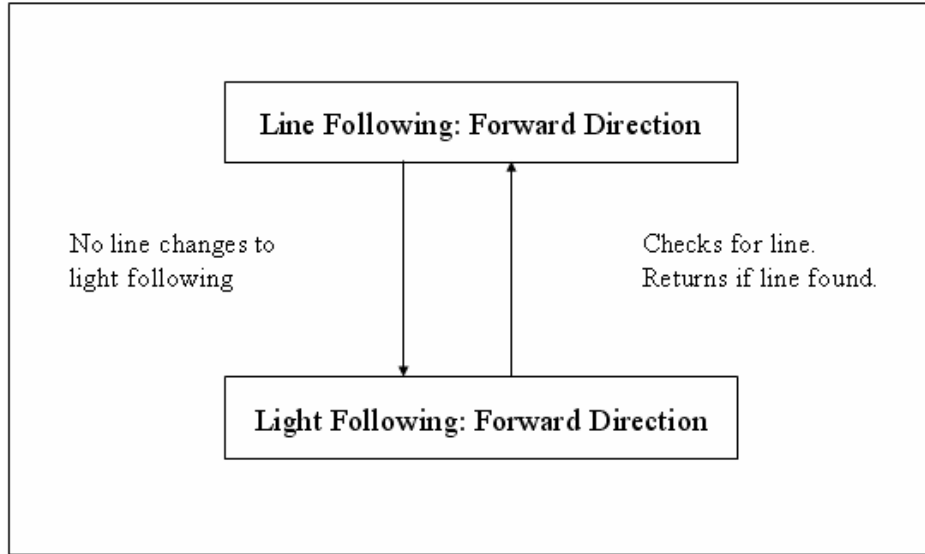 Line Following: Forward Direction
No line changes to
light following
Checks for line.
Returns if line found.
Light Following: Forward Direction